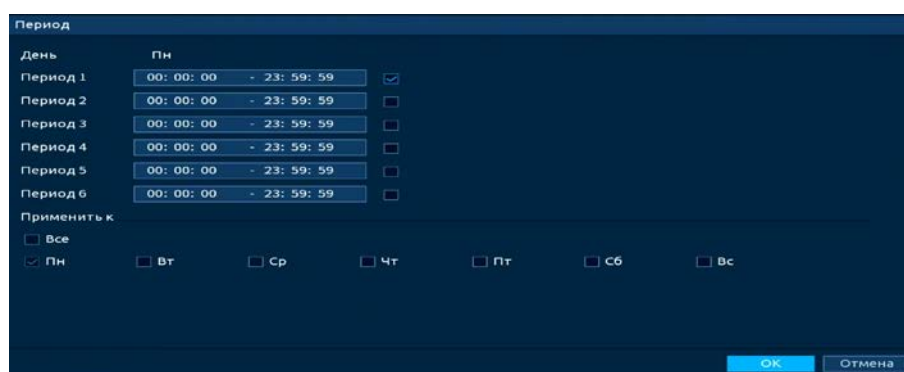 Период
День Пн
Период 1 00: 00: 00 - 23: 59: 59
Период 2 00: 00: 00 - 23: 59: 59
Период 3 00: 00: 00 - 23: 59: 59
Период 4 00: 00: 00 - 23: 59: 59
Период 5 00: 00: 00 - 23: 59: 59
Период 6 00: 00: 00 - 23: 59: 59
Применить к
Все
Пн Вт Ср Чт Пт Сб Вс
OK Отмена